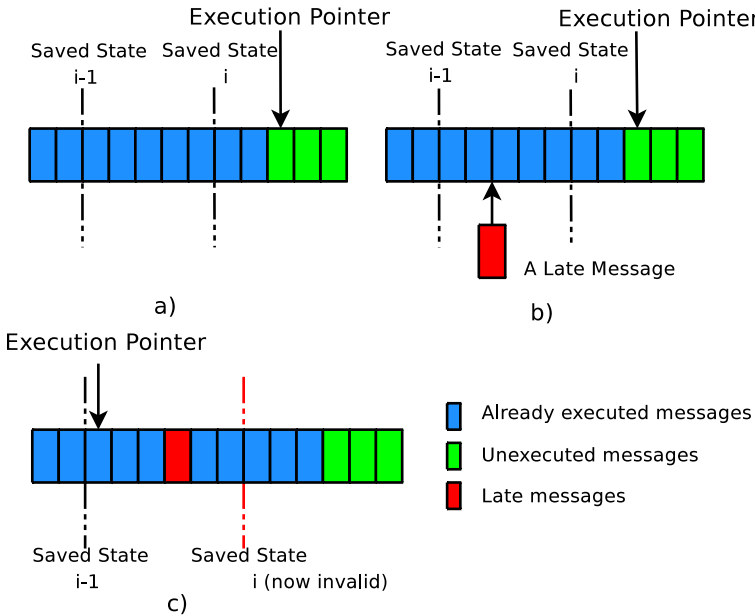 Execution Pointer
Saved State
i-1
Saved State
i
a)
Execution Pointer
Saved State
i-1
Saved State
i
A Late Message
b)
Execution Pointer
Saved State
i-1
Saved State
i (now invalid)
c)
Already executed messages
Unexecuted messages
Late messages